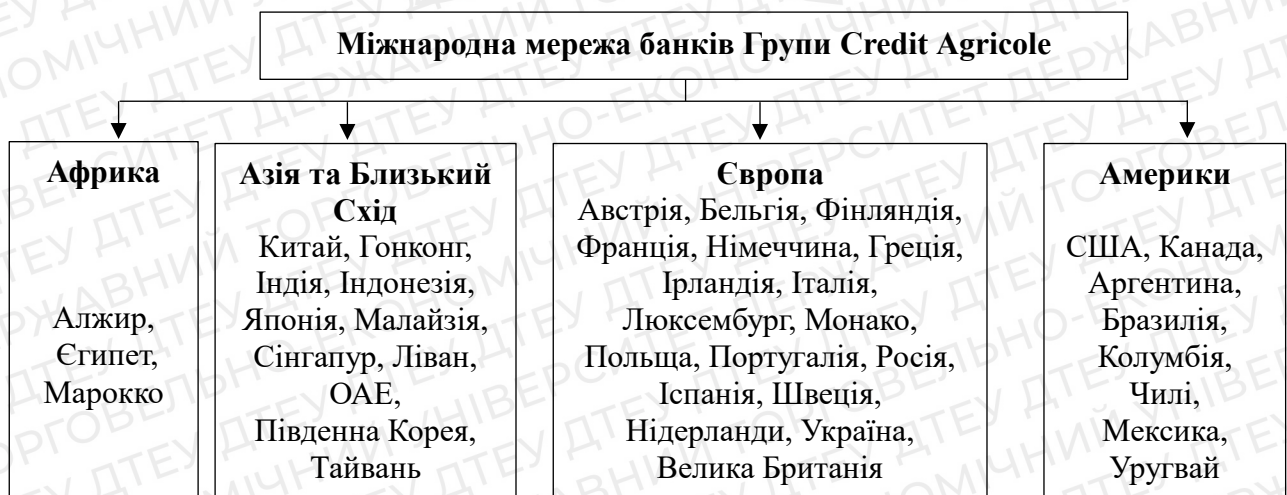 Міжнародна мережа банків Групи Credit Agricole
Африка
Алжир,
Єгипет,
Марокко
Азія та Близький
Схід
Китай, Гонконг,
Індія, Індонезія,
Японія, Малайзія,
Сінгапур, Ліван,
ОАЕ,
Південна Корея,
Тайвань
Європа
Австрія, Бельгія, Фінляндія,
Франція, Німеччина, Греція,
Ірландія, Італія,
Люксембург, Монако,
Польща, Португалія, Росія,
Іспанія, Швеція,
Нідерланди, Україна,
Велика Британія
Америки
США, Канада,
Аргентина,
Бразилія,
Колумбія,
Чилі,
Мексика,
Уругвай